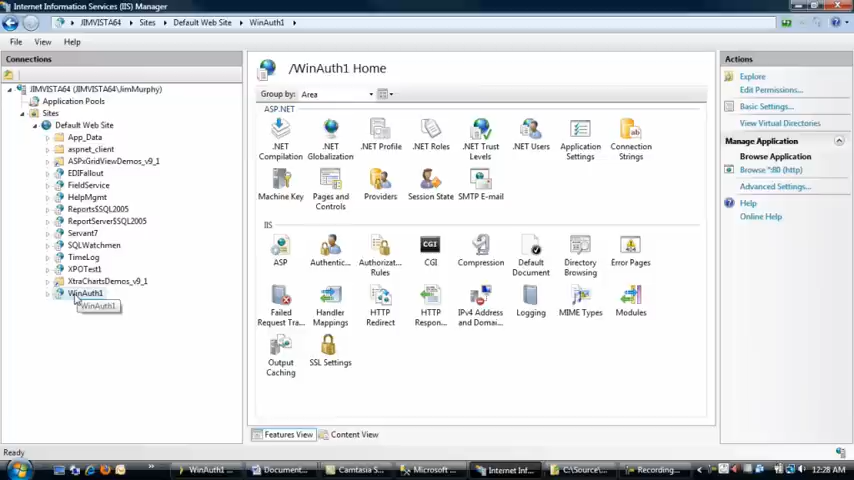 Internet Information Services (IIS) Manager
JIMVISTA64 Sites Default Web Site WinAuth1
File View Help
Connections
JIMVISTA64 (JIMVISTA64\JimMurphy)
Application Pools
Sites
Default Web Site
App_Data
aspnet_client
ASPxGridViewDemos_v9_1
EDIFallout
FieldService
HelpMgmt
Reports$SQL2005
ReportServer$SQL2005
Servant7
SQLWatchmen
TimeLog
XPOTest1
XtraChartsDemos_v9_1
WinAuth1
WinAuth1
/WinAuth1 Home
Group by: Area
ASP.NET
.NET Compilation
.NET Globalization
.NET Profile
.NET Roles
.NET Trust Levels
.NET Users
Application Settings
Connection Strings
Machine Key
Pages and Controls
Providers
Session State
SMTP E-mail
IIS
ASP
Authentic...
Authorizat... Rules
CGI
Compression
Default Document
Directory Browsing
Error Pages
Failed Request Tra...
Handler Mappings
HTTP Redirect
HTTP Respon...
IPv4 Address and Domai...
Logging
MIME Types
Modules
Output Caching
SSL Settings
Features View Content View
Actions
Explore
Edit Permissions...
Basic Settings...
View Virtual Directories
Manage Application
Browse Application
Browse *:80 (http)
Advanced Settings...
Help
Online Help
Ready
WinAuth1 ... Document... Camtasia S... Microsoft ... Internet Inf... C:\Source\... Recording... 12:28 AM